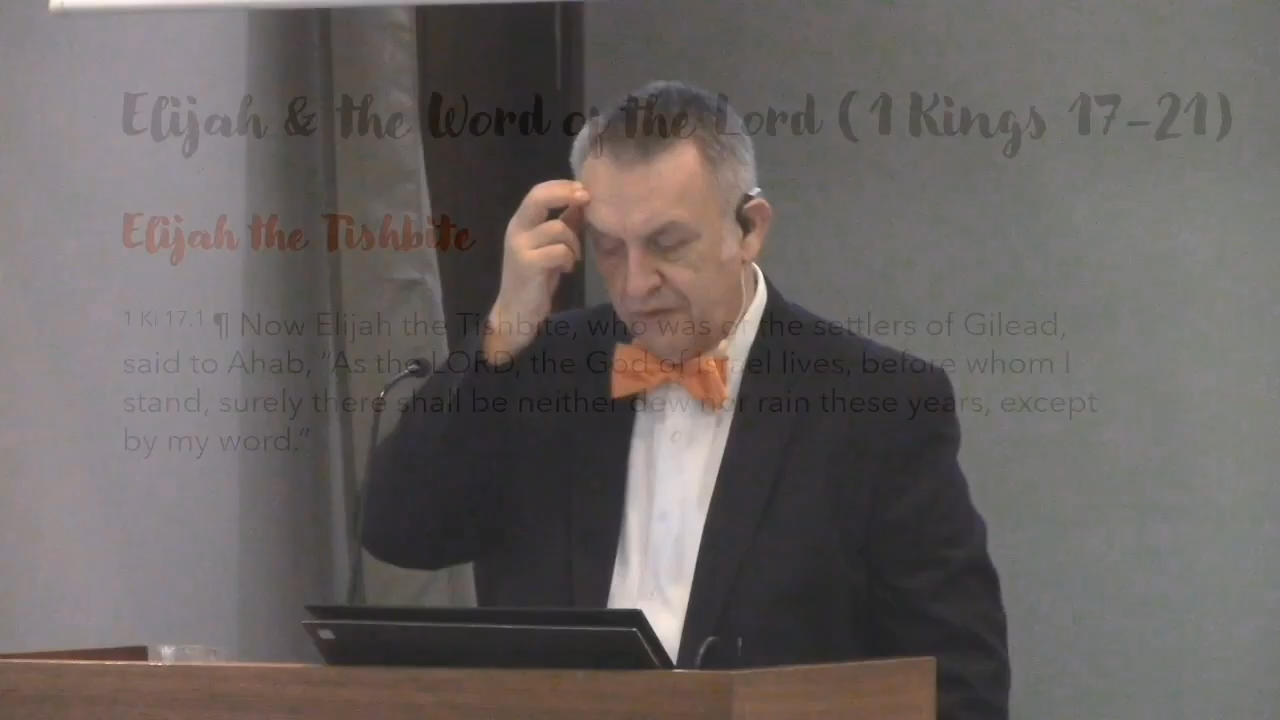 Elijah & the Word of the Lord (1 Kings 17-21)
Elijah the Tishbite
1 Ki 17.1 ¶ Now Elijah the Tishbite, who was of the settlers of Gilead,
said to Ahab, “As the LORD, the God of Israel lives, before whom I
stand, surely there shall be neither dew nor rain these years, except
by my word.”